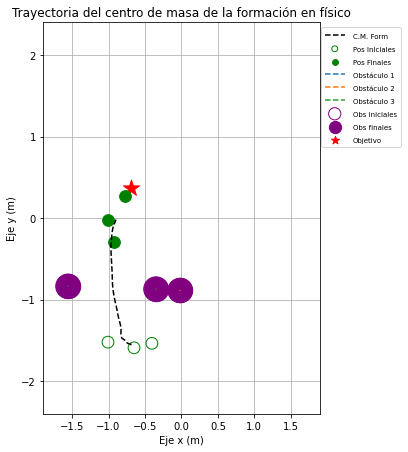 Trayectoria del centro de masa de la formación en físico
C.M. Form
Pos Iniciales
Pos Finales
Obstáculo 1
Obstáculo 2
Obstáculo 3
Obs iniciales
Obs finales
Objetivo
Eje y (m)
2
1
0
−1
−2
−1.5
−1.0
−0.5
0.0
0.5
1.0
1.5
Eje x (m)